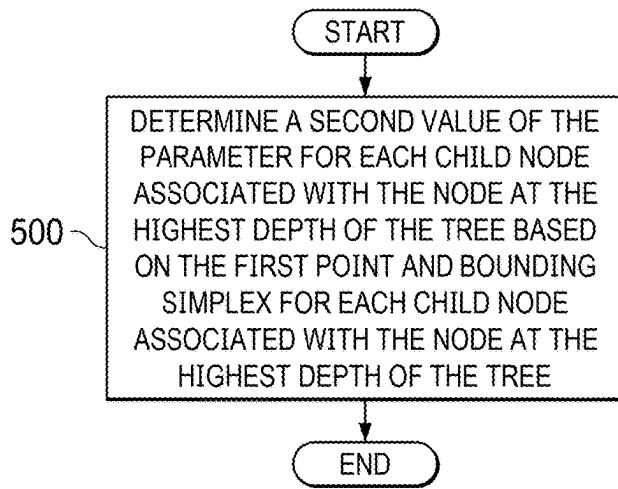 START
DETERMINE A SECOND VALUE OF THE
PARAMETER FOR EACH CHILD NODE
ASSOCIATED WITH THE NODE AT THE
HIGHEST DEPTH OF THE TREE BASED
ON THE FIRST POINT AND BOUNDING
SIMPLEX FOR EACH CHILD NODE
ASSOCIATED WITH THE NODE AT THE
HIGHEST DEPTH OF THE TREE
500
END